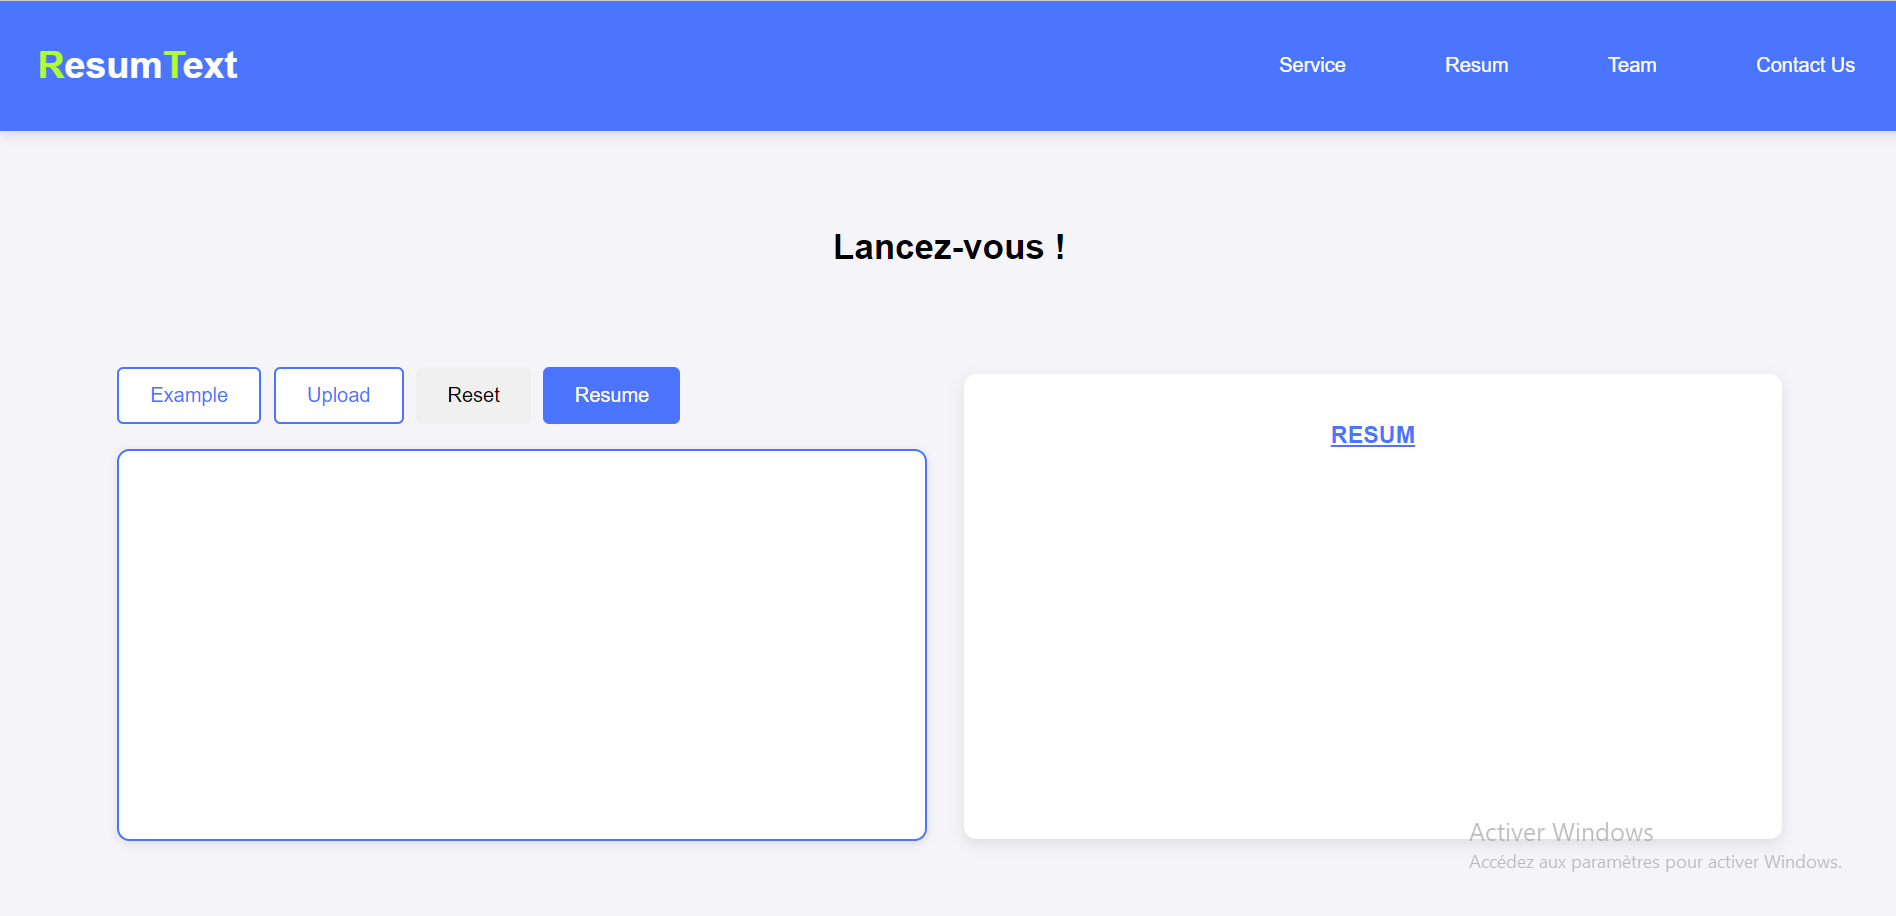 ResumText
Service Resum Team Contact Us
Lancez-vous !
Example Upload Reset Resume
RESUM
Activer Windows
Accédez aux paramètres pour activer Windows.